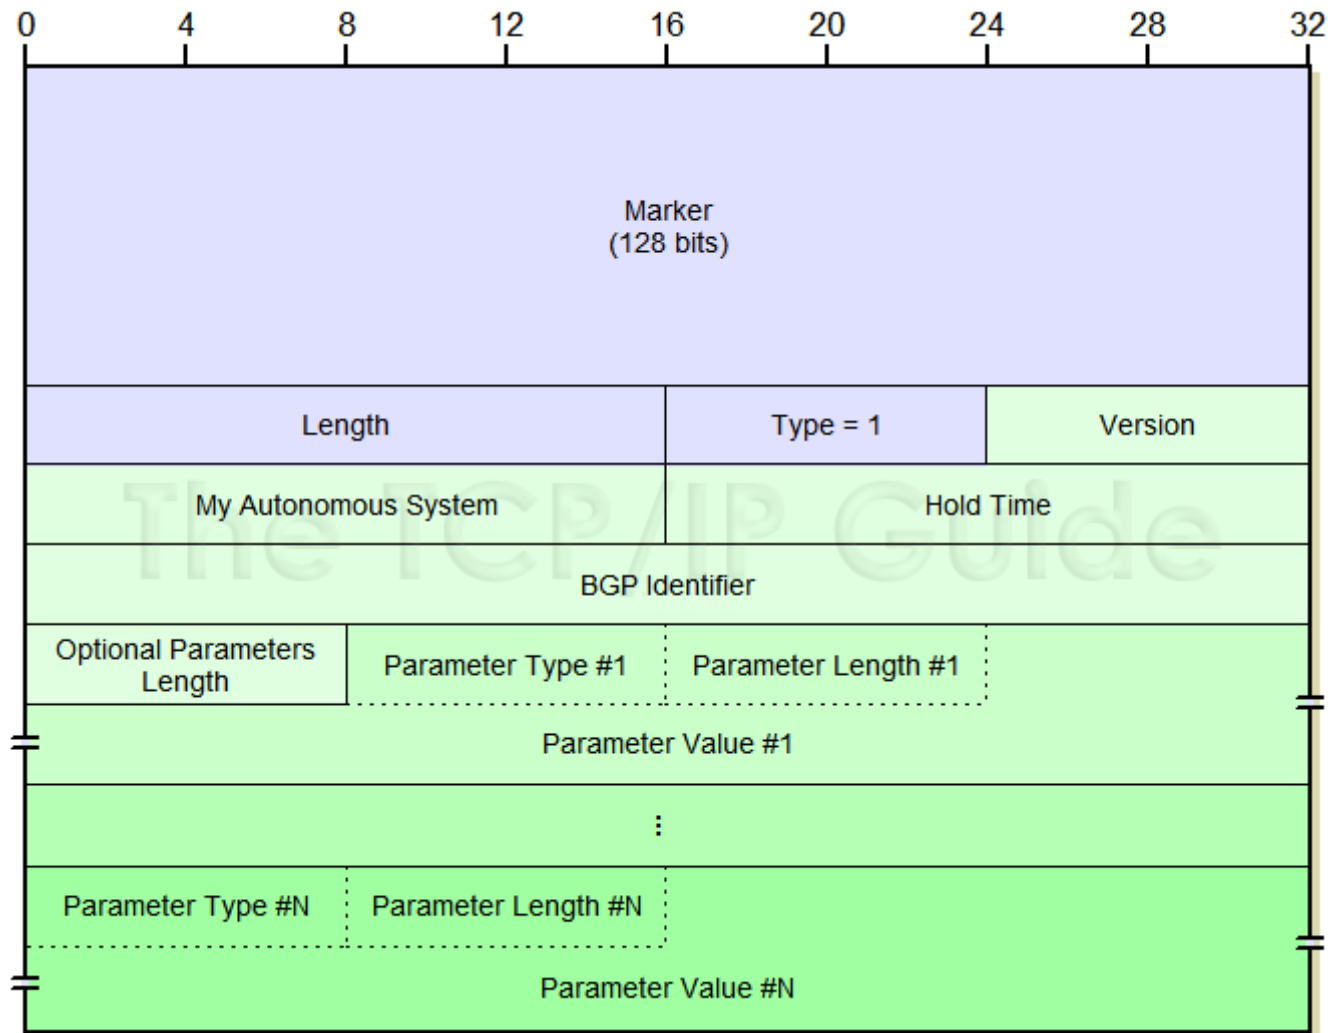 0 4 8 12 16 20 24 28 32
Marker
(128 bits)
Length Type = 1 Version
My Autonomous System Hold Time
The TCP/IP Guide
BGP Identifier
Optional Parameters
Length
Parameter Type #1 Parameter Length #1
Parameter Value #1
⋮
Parameter Type #N Parameter Length #N
Parameter Value #N